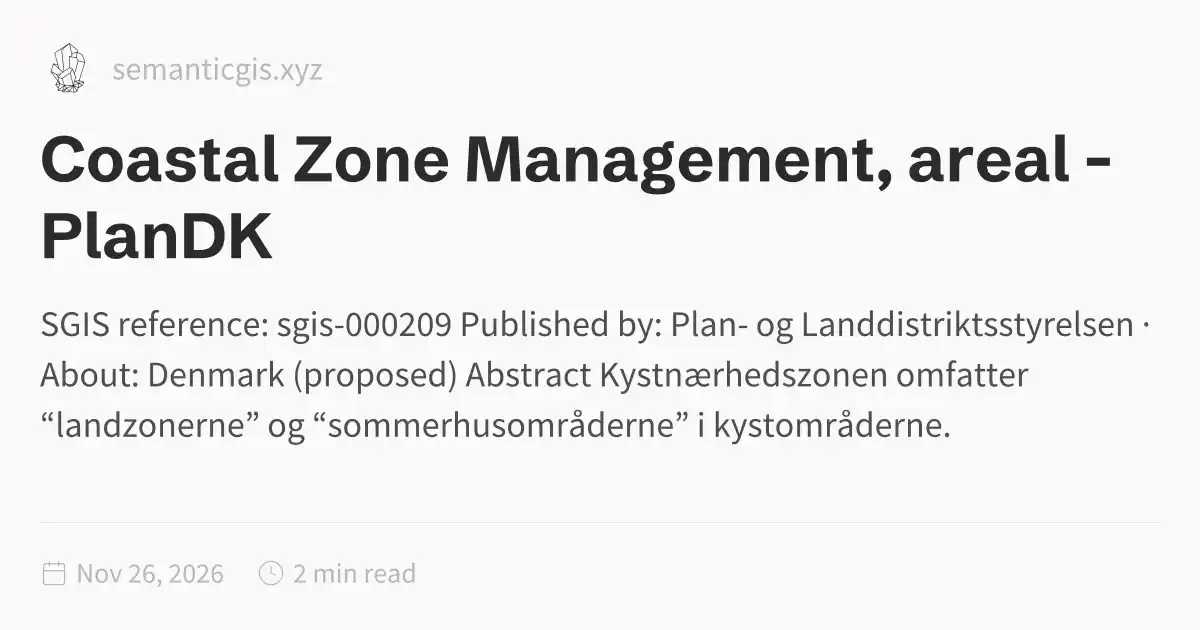 semanticgis.xyz
Coastal Zone Management, areal -
PlanDK
SGIS reference: sgis-000209 Published by: Plan- og Landdistriktsstyrelsen ·
About: Denmark (proposed) Abstract Kystnærhedszonen omfatter
“landzonerne” og “sommerhusområderne” i kystområderne.
Nov 26, 2026 2 min read